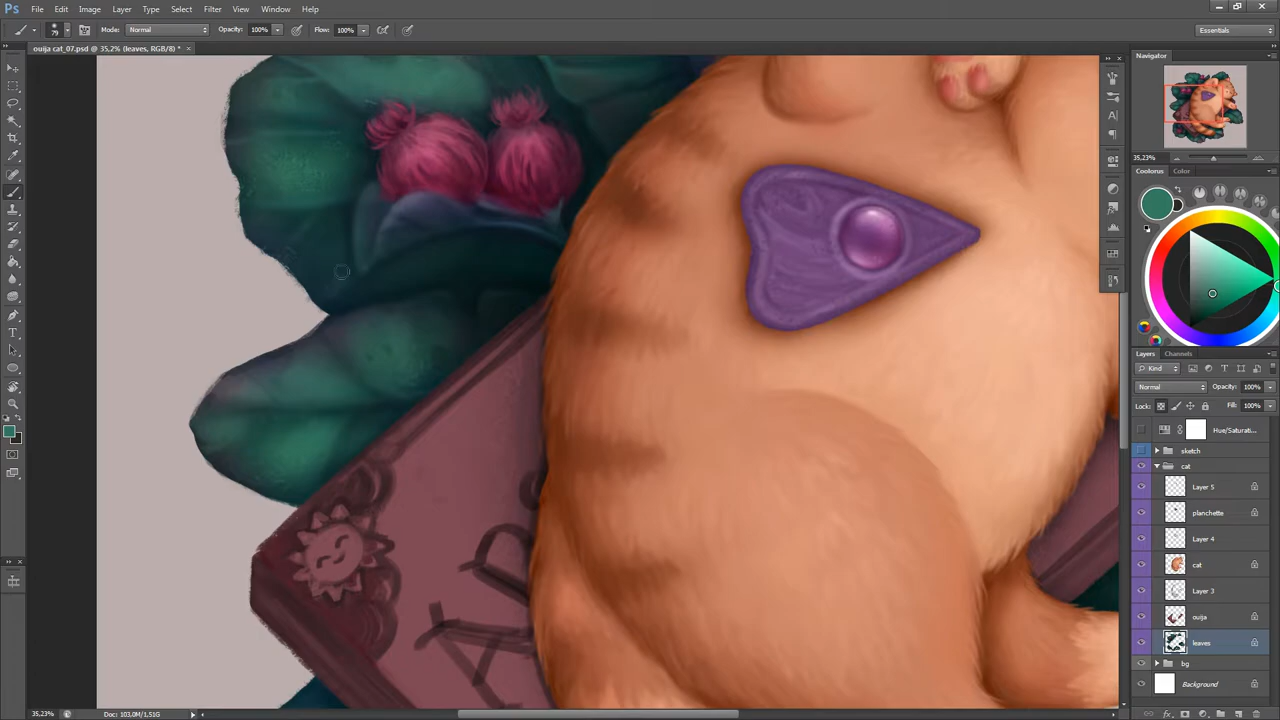 Ps File Edit Image Layer Type Select Filter 3D View Window Help
79 Mode: Normal Opacity: 100% Flow: 100% Essentials
ouija cat_07.psd @ 35,2% (leaves, RGB/8) * ×
Navigator
35,23%
Coolorus Color
Layers Channels
Kind
Normal Opacity: 100%
Lock: Fill: 100%
Hue/Saturati...
sketch
cat
Layer 5
planchette
Layer 4
cat
Layer 3
ouija
leaves
bg
Background
A B
35,23% Doc: 103,0M/1,51G